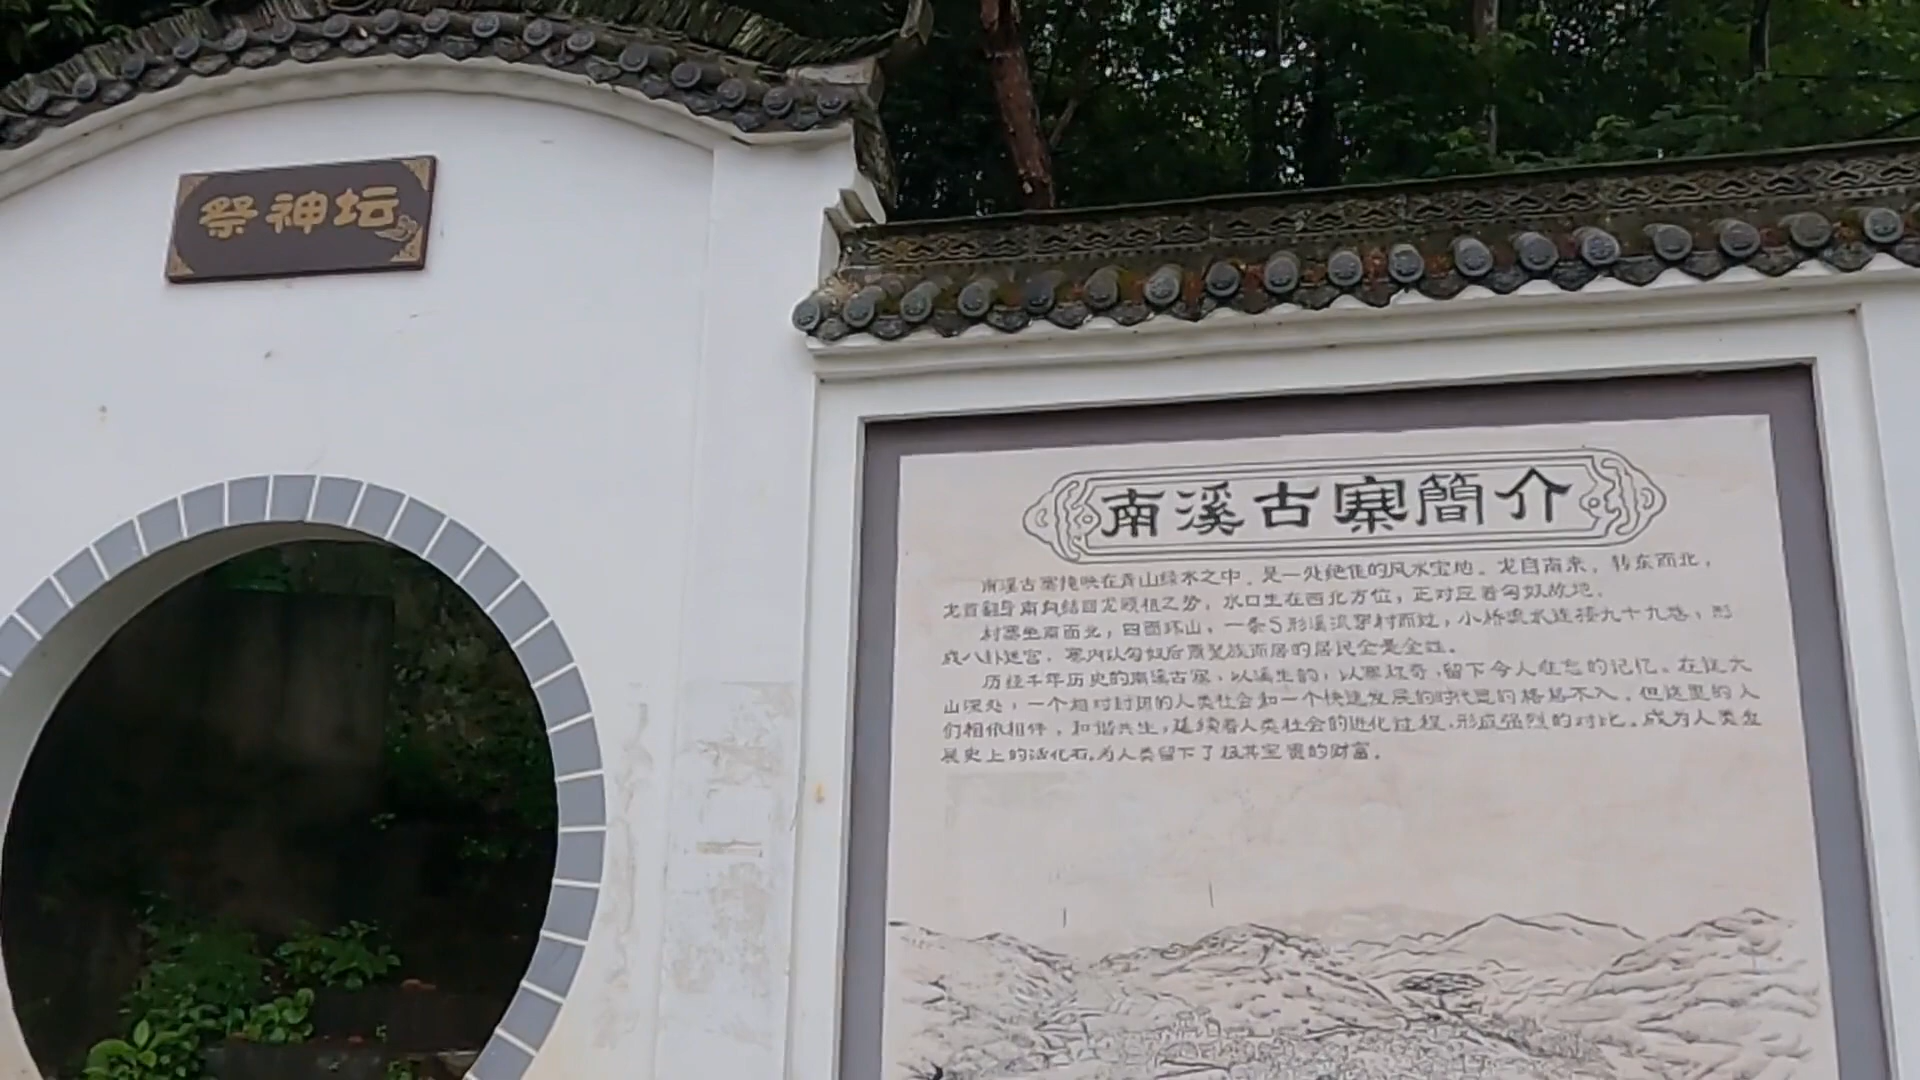 祭神坛
南溪古寨簡介
南溪古寨掩映在青山绿水之中，是一处绝佳的风水宝地。龙自南来，转东而北，
龙首翻身南向结回龙顾祖之势，水口生在西北方位，正对应着匈奴故地。
村寨坐南面北，四面环山，一条S形溪流穿村而过，小桥流水连接九十九巷，形
成八卦迷宫，寨内以匈奴后裔聚族而居的居民全是金姓。
历经千年历史的南溪古寨，以溪生韵，以寨红奇，留下令人难忘的记忆。在这大
山深处，一个相对封闭的人类社会和一个快速发展的时代显的格格不入，但这里的人
们相依相伴，和谐共生，延续着人类社会的进化过程，形成强烈的对比。成为人类发
展史上的活化石，为人类留下了极其宝贵的财富。